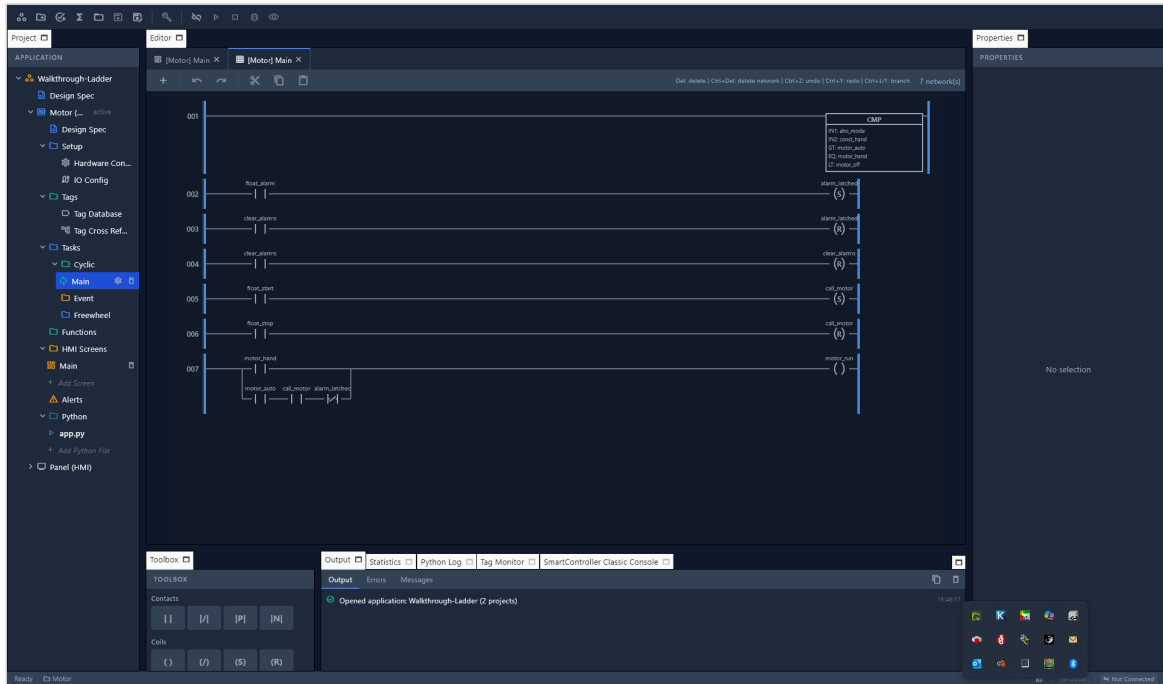 Project
Editor
Properties
APPLICATION
Walkthrough-Ladder
Design Spec
Motor (... active
Design Spec
Setup
Hardware Con...
IO Config
Tags
Tag Database
Tag Cross Ref...
Tasks
Cyclic
Main
Event
Freewheel
Functions
HMI Screens
Main
+ Add Screen
Alerts
Python
app.py
+ Add Python File
Panel (HMI)
[Motor] Main
[Motor] Main
Del: delete | Ctrl+Del: delete network | Ctrl+Z: undo | Ctrl+Y: redo | Ctrl+↓/↑: branch 7 network(s)
001
CMP
IN1: aho_mode
IN2: const_hand
GT: motor_auto
EQ: motor_hand
LT: motor_off
float_alarm alarm_latched
002 (S)
clear_alarms alarm_latched
003 (R)
clear_alarms clear_alarms
004 (R)
float_start call_motor
005 (S)
float_stop call_motor
006 (R)
motor_hand motor_run
007 ( )
motor_auto call_motor alarm_latched
PROPERTIES
No selection
Toolbox
TOOLBOX
Contacts
| | |/| |P| |N|
Coils
( ) (/) (S) (R)
Output Statistics Python Log Tag Monitor SmartController Classic Console
Output Errors Messages
Opened application: Walkthrough-Ladder (2 projects) 15:48:17
Ready Motor
Not Connected